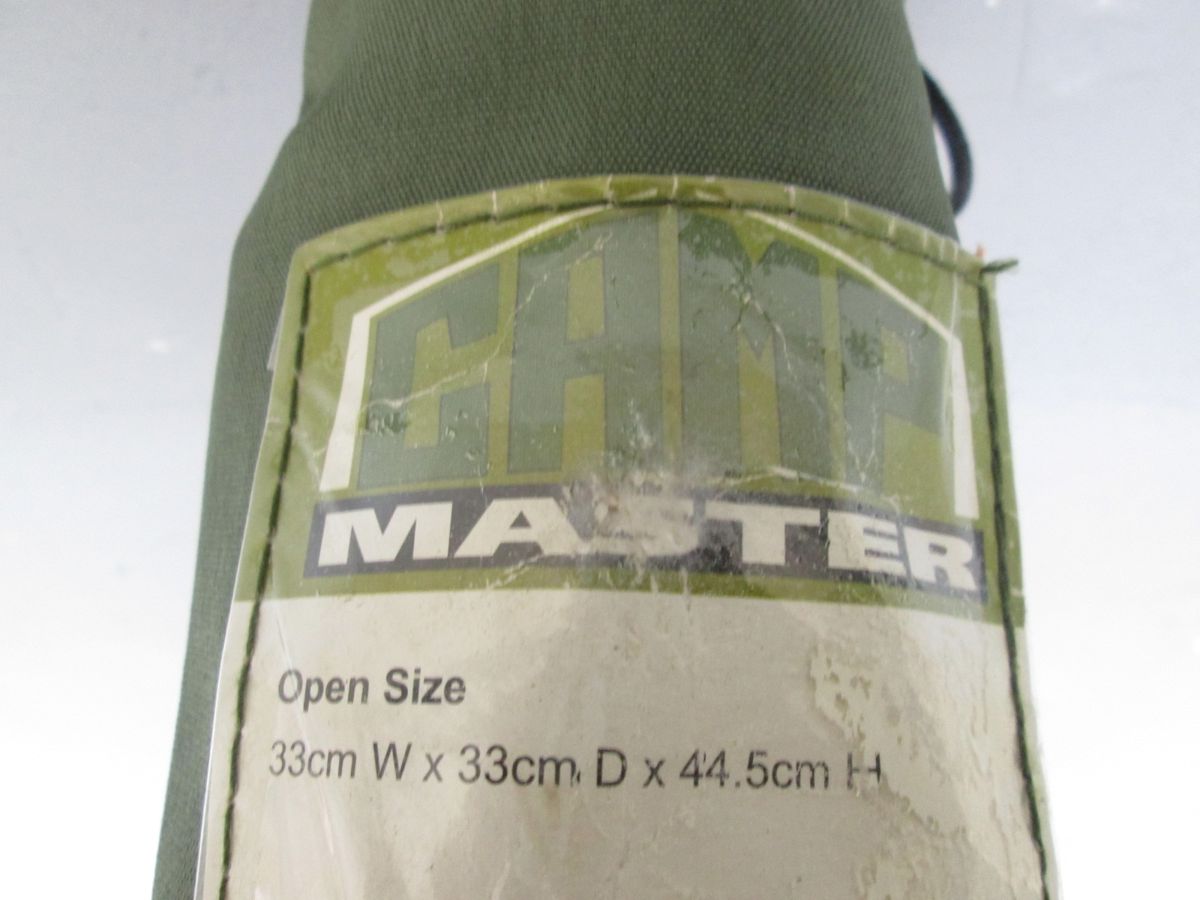 CAMP
MASTER
Open Size
33cm W x 33cm D x 44.5cm H